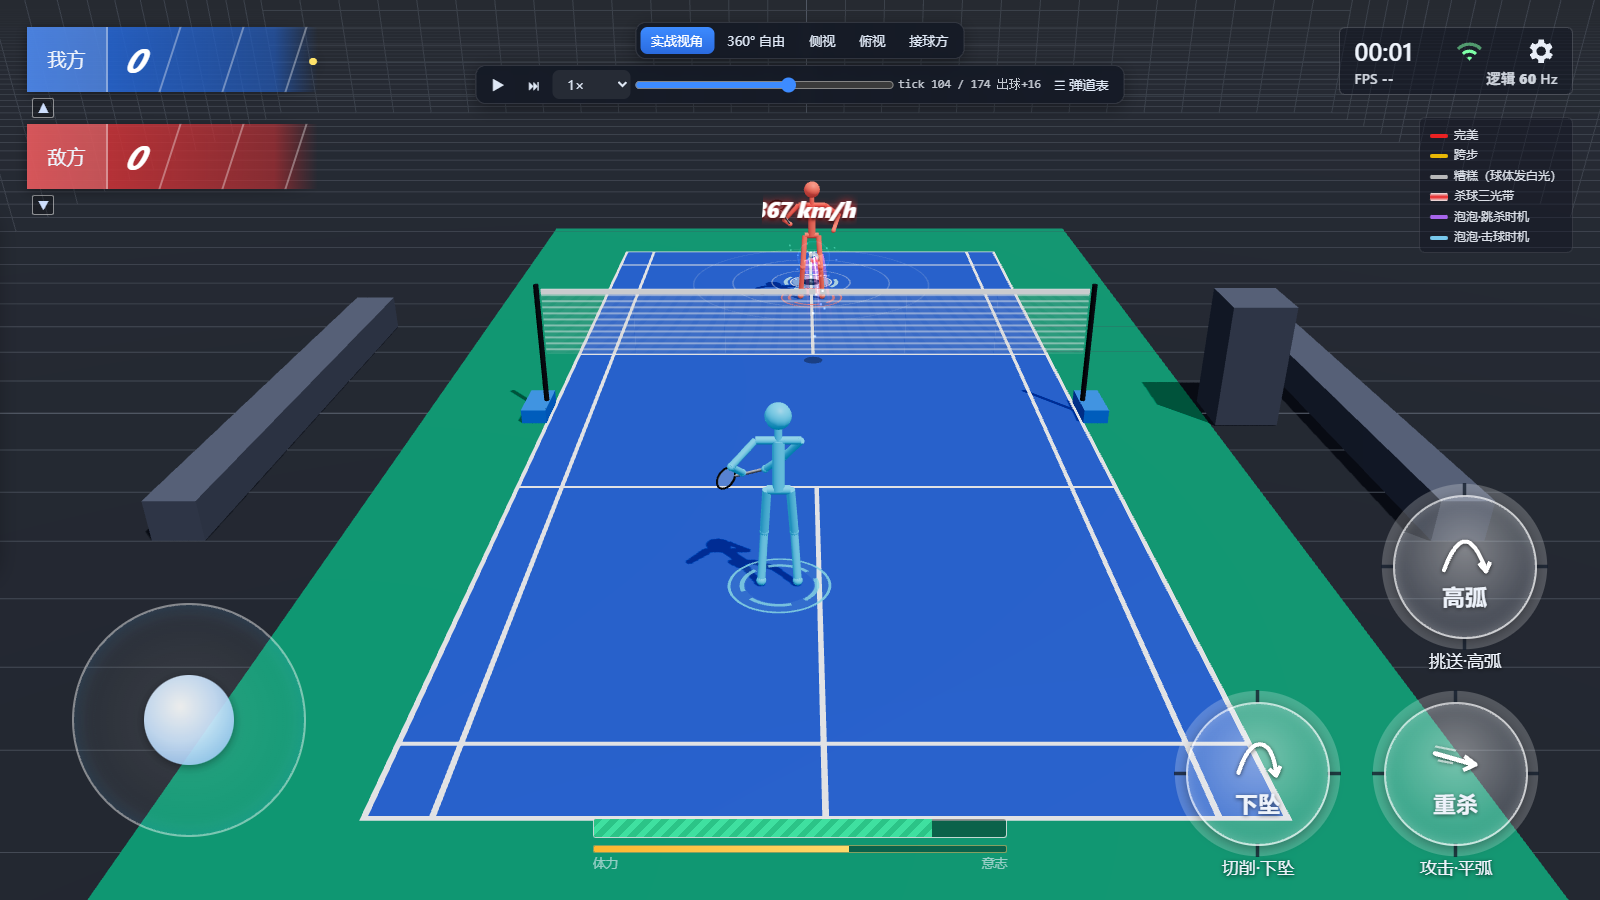 我方 0
▲
敌方 0
▼
实战视角 360° 自由 侧视 俯视 接球方
1× tick 104 / 174 出球+16 ☰ 弹道表
00:01
FPS -- 逻辑 60 Hz
完美
跨步
糟糕（球体发白光）
杀球三光带
泡泡·跳杀时机
泡泡·击球时机
367 km/h
高弧
挑送·高弧
下坠
切削·下坠
重杀
攻击·平弧
体力 意志